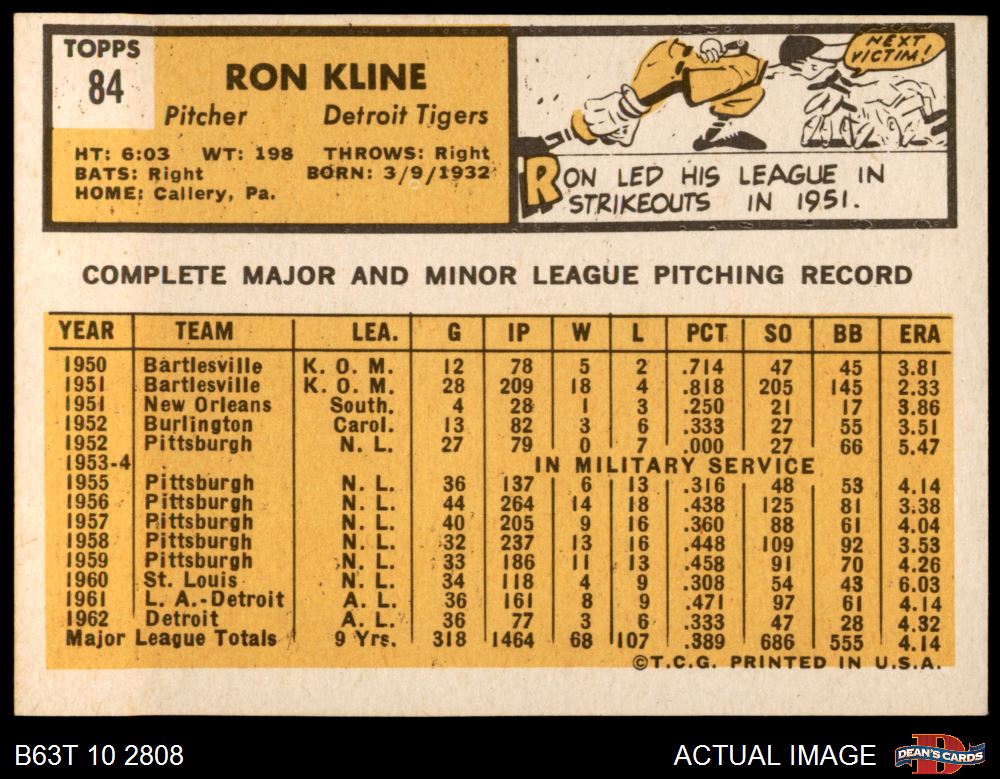 TOPPS
84
RON KLINE
Pitcher Detroit Tigers
HT: 6:03 WT: 198 THROWS: Right
BATS: Right BORN: 3/9/1932
HOME: Callery, Pa.
NEXT
VICTIM!
RON LED HIS LEAGUE IN
STRIKEOUTS IN 1951.
COMPLETE MAJOR AND MINOR LEAGUE PITCHING RECORD
YEAR TEAM LEA. G IP W L PCT SO BB ERA
1950 Bartlesville K. O. M. 12 78 5 2 .714 47 45 3.81
1951 Bartlesville K. O. M. 28 209 18 4 .818 205 145 2.33
1951 New Orleans South. 4 28 1 3 .250 21 17 3.86
1952 Burlington Carol. 13 82 3 6 .333 27 55 3.51
1952 Pittsburgh N. L. 27 79 0 7 .000 27 66 5.47
1953-4 IN MILITARY SERVICE
1955 Pittsburgh N. L. 36 137 6 13 .316 48 53 4.14
1956 Pittsburgh N. L. 44 264 14 18 .438 125 81 3.38
1957 Pittsburgh N. L. 40 205 9 16 .360 88 61 4.04
1958 Pittsburgh N. L. 32 237 13 16 .448 109 92 3.53
1959 Pittsburgh N. L. 33 186 11 13 .458 91 70 4.26
1960 St. Louis N. L. 34 118 4 9 .308 54 43 6.03
1961 L. A.-Detroit A. L. 36 161 8 9 .471 97 61 4.14
1962 Detroit A. L. 36 77 3 6 .333 47 28 4.32
Major League Totals 9 Yrs. 318 1464 68 107 .389 686 555 4.14
©T.C.G. PRINTED IN U.S.A.
B63T 10 2808 ACTUAL IMAGE DEAN'S CARDS